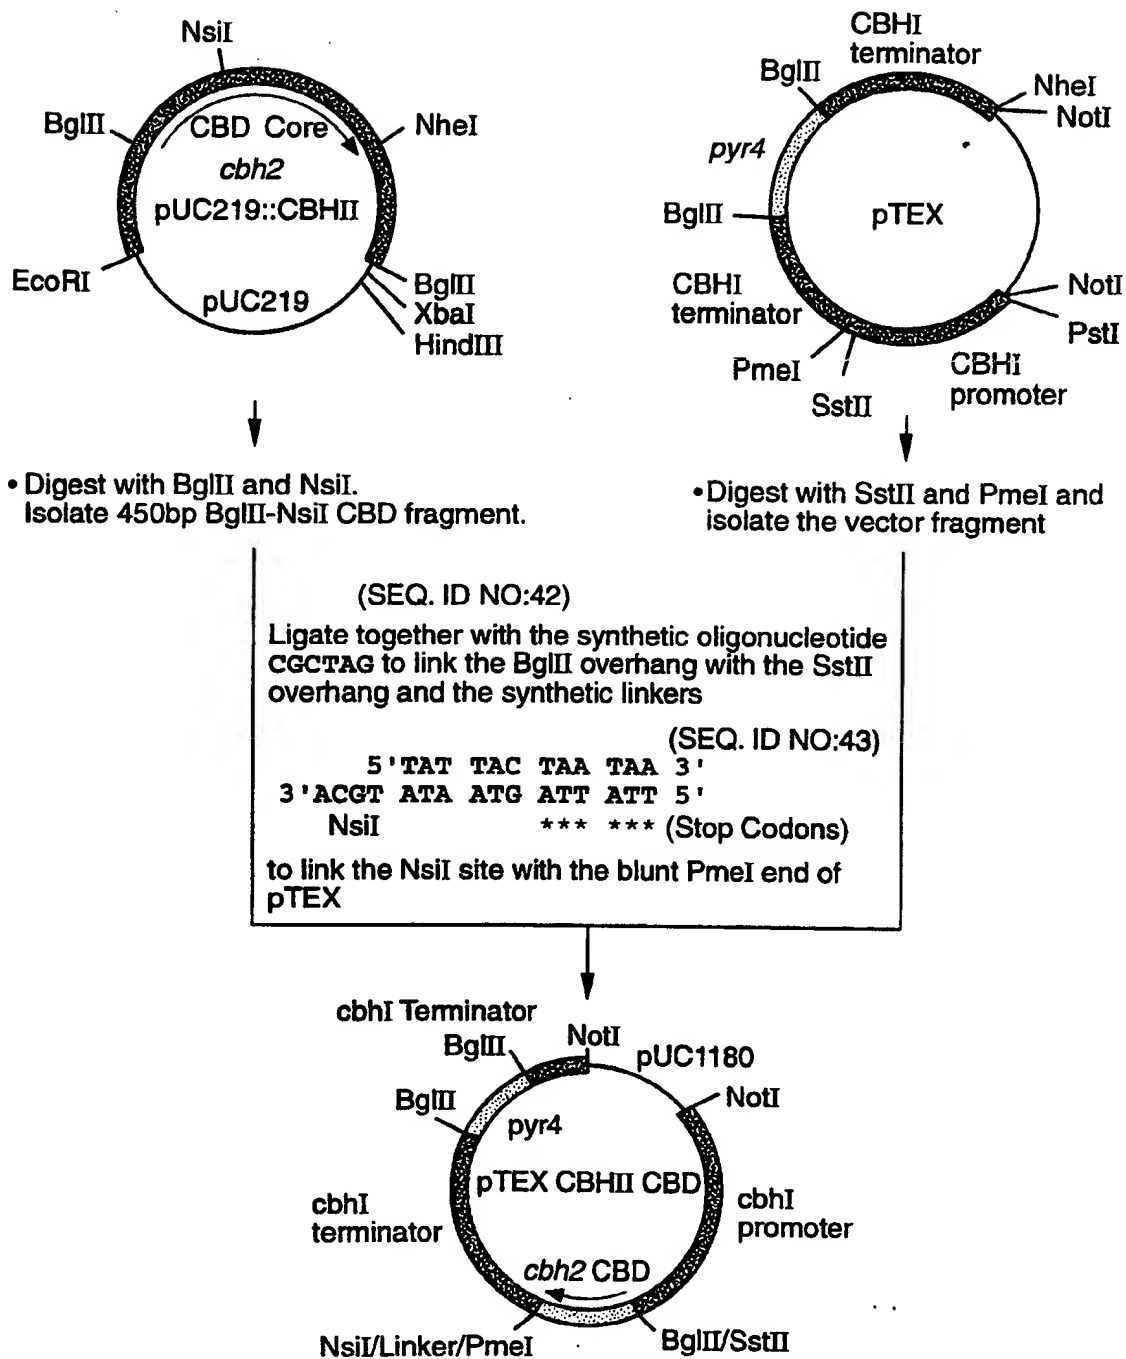 NsiI
BglII
NheI
CBD Core
cbh2
pUC219::CBHII
EcoRI
pUC219
BglII
XbaI
HindIII
CBHI
terminator
BglII
NheI
NotI
pyr4
BglII
pTEX
CBHI
terminator
NotI
PstI
PmeI
SstII
CBHI
promoter
• Digest with BglII and NsiI.
Isolate 450bp BglII-NsiI CBD fragment.
• Digest with SstII and PmeI and
isolate the vector fragment
(SEQ. ID NO:42)
Ligate together with the synthetic oligonucleotide
CGCTAG to link the BglII overhang with the SstII
overhang and the synthetic linkers
(SEQ. ID NO:43)
5'TAT TAC TAA TAA 3'
3'ACGT ATA ATG ATT ATT 5'
NsiI *** *** (Stop Codons)
to link the NsiI site with the blunt PmeI end of
pTEX
cbhI Terminator
BglII
NotI
pUC1180
BglII
NotI
pyr4
pTEX CBHII CBD
cbhI
terminator
cbhI
promoter
cbh2 CBD
NsiI/Linker/PmeI
BglII/SstII